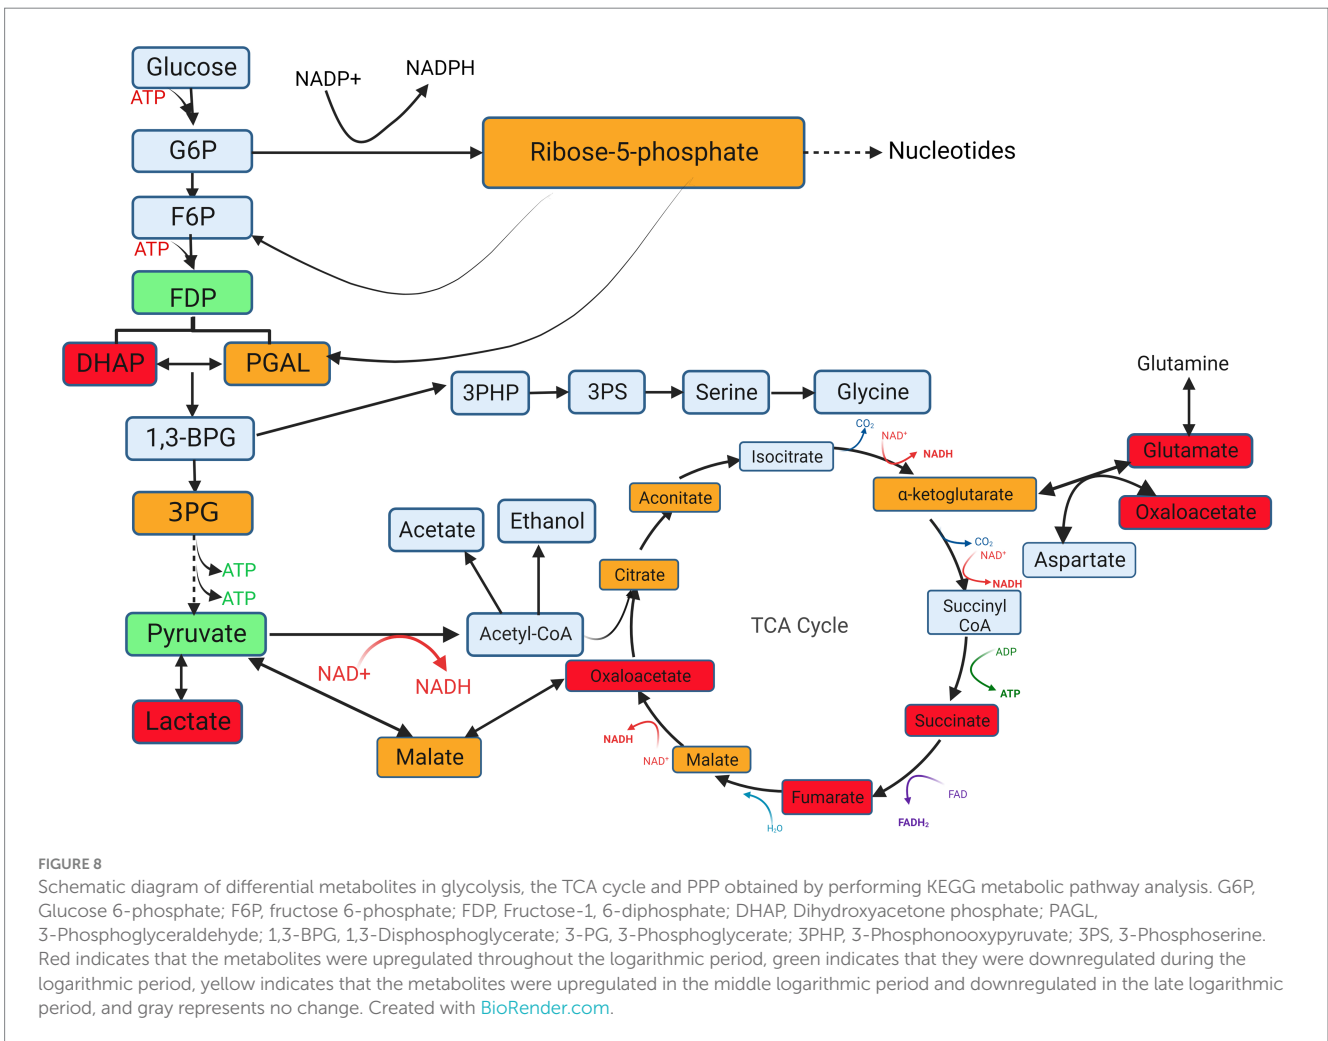 Glucose
ATP
NADP+
NADPH
G6P
Ribose-5-phosphate
Nucleotides
F6P
ATP
FDP
DHAP
PGAL
3PHP
3PS
Serine
Glycine
Glutamine
1,3-BPG
Isocitrate
CO₂
NAD⁺
NADH
Glutamate
3PG
Acetate
Ethanol
Aconitate
α-ketoglutarate
Oxaloacetate
Aspartate
ATP
ATP
Citrate
CO₂
NAD⁺
NADH
Pyruvate
Acetyl-CoA
TCA Cycle
Succinyl
CoA
NAD+
NADH
Oxaloacetate
ADP
ATP
Lactate
Malate
NADH
NAD⁺
Malate
Succinate
Fumarate
FAD
FADH₂
H₂O
FIGURE 8
Schematic diagram of differential metabolites in glycolysis, the TCA cycle and PPP obtained by performing KEGG metabolic pathway analysis. G6P,
Glucose 6-phosphate; F6P, fructose 6-phosphate; FDP, Fructose-1, 6-diphosphate; DHAP, Dihydroxyacetone phosphate; PAGL,
3-Phosphoglyceraldehyde; 1,3-BPG, 1,3-Disphosphoglycerate; 3-PG, 3-Phosphoglycerate; 3PHP, 3-Phosphonooxypyruvate; 3PS, 3-Phosphoserine.
Red indicates that the metabolites were upregulated throughout the logarithmic period, green indicates that they were downregulated during the
logarithmic period, yellow indicates that the metabolites were upregulated in the middle logarithmic period and downregulated in the late logarithmic
period, and gray represents no change. Created with BioRender.com.